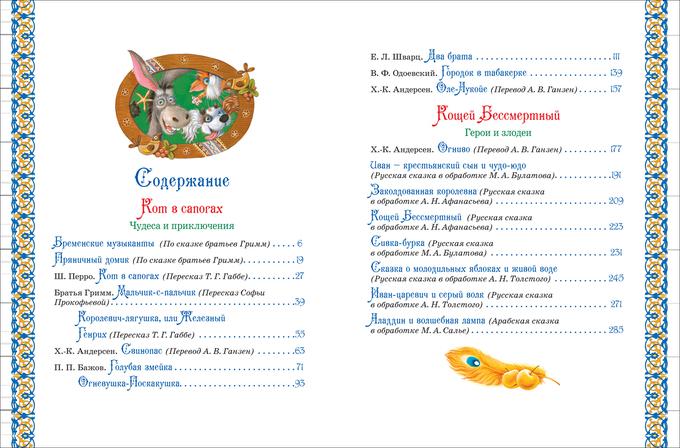 Содержание
Кот в сапогах
Чудеса и приключения
Бременские музыканты (По сказке братьев Гримм) ..... 6
Пряничный домик (По сказке братьев Гримм)..........19
Ш. Перро. Кот в сапогах (Пересказ Т. Г. Габбе)..........27
Братья Гримм. Мальчик-с-пальчик (Пересказ Софьи
Прокофьевой)..........39
Королевич-лягушка, или Железный
Генрих (Пересказ Т. Г. Габбе) ..........55
Х.-К. Андерсен. Свинопас (Перевод А. В. Ганзен) ..........63
П. П. Бажов. Голубая змейка..........71
Огневушка-Поскакушка..........93
Е. Л. Шварц. Два брата ..........111
В. Ф. Одоевский. Городок в табакерке ..........139
Х.-К. Андерсен. Оле-Лукойе (Перевод А. В. Ганзен) ..........157
Кощей Бессмертный
Герои и злодеи
Х.-К. Андерсен. Огниво (Перевод А. В. Ганзен)..........177
Иван – крестьянский сын и чудо-юдо
(Русская сказка в обработке М. А. Булатова)..........191
Заколдованная королевна (Русская сказка
в обработке А. Н. Афанасьева) ..........209
Кощей Бессмертный (Русская сказка
в обработке А. Н. Афанасьева) ..........223
Сивка-бурка (Русская сказка
в обработке М. А. Булатова) ..........231
Сказка о молодильных яблоках и живой воде
(Русская сказка в обработке А. Н. Толстого) ..........245
Иван-царевич и серый волк (Русская сказка
в обработке А. Н. Толстого) ..........271
Аладдин и волшебная лампа (Арабская сказка
в обработке М. А. Салье) ..........285